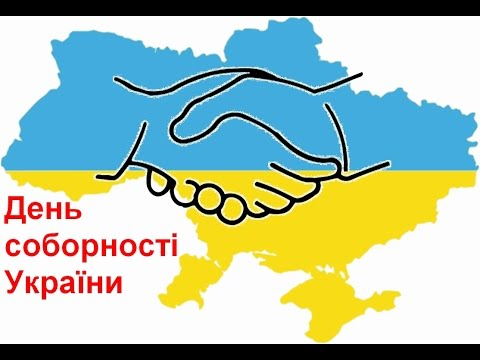 День
соборності
України